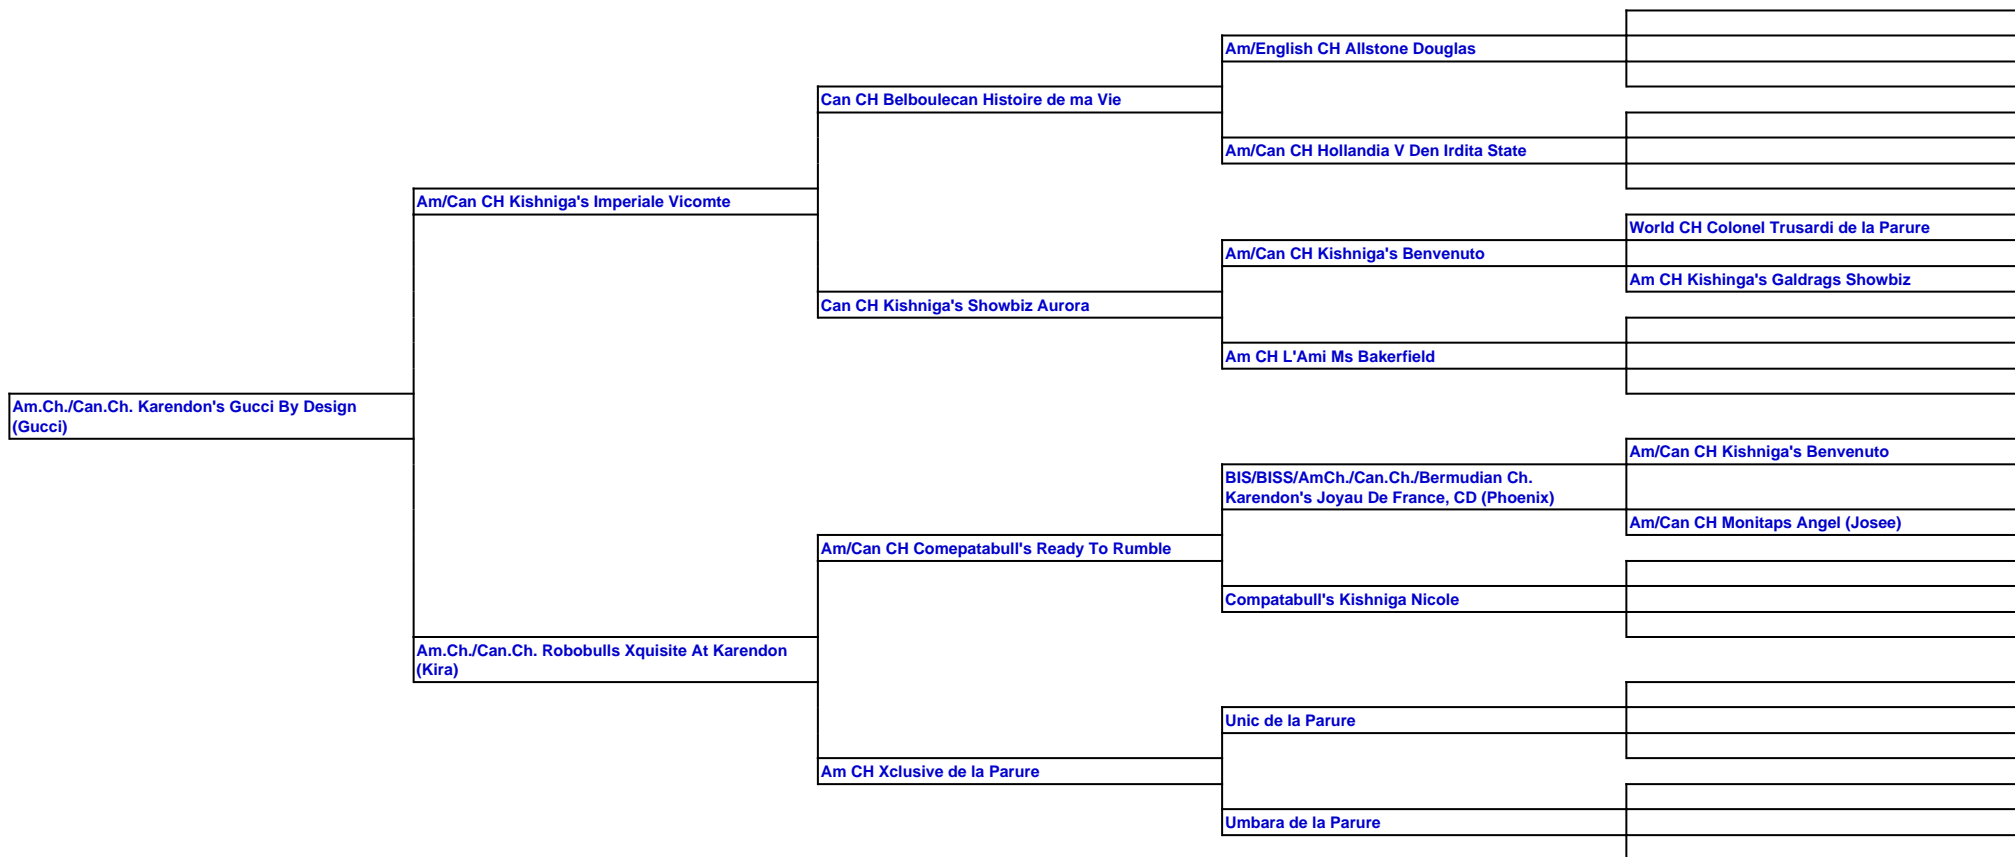 Am/English CH Allstone Douglas
Can CH Belboulecan Histoire de ma Vie
Am/Can CH Hollandia V Den Irdita State
Am/Can CH Kishniga's Imperiale Vicomte
World CH Colonel Trusardi de la Parure
Am/Can CH Kishniga's Benvenuto
Am CH Kishinga's Galdrags Showbiz
Can CH Kishniga's Showbiz Aurora
Am CH L'Ami Ms Bakerfield
Am.Ch./Can.Ch. Karendon's Gucci By Design
(Gucci)
Am/Can CH Kishniga's Benvenuto
BIS/BISS/AmCh./Can.Ch./Bermudian Ch.
Karendon's Joyau De France, CD (Phoenix)
Am/Can CH Monitaps Angel (Josee)
Am/Can CH Comepatabull's Ready To Rumble
Compatabull's Kishniga Nicole
Am.Ch./Can.Ch. Robobulls Xquisite At Karendon
(Kira)
Unic de la Parure
Am CH Xclusive de la Parure
Umbara de la Parure